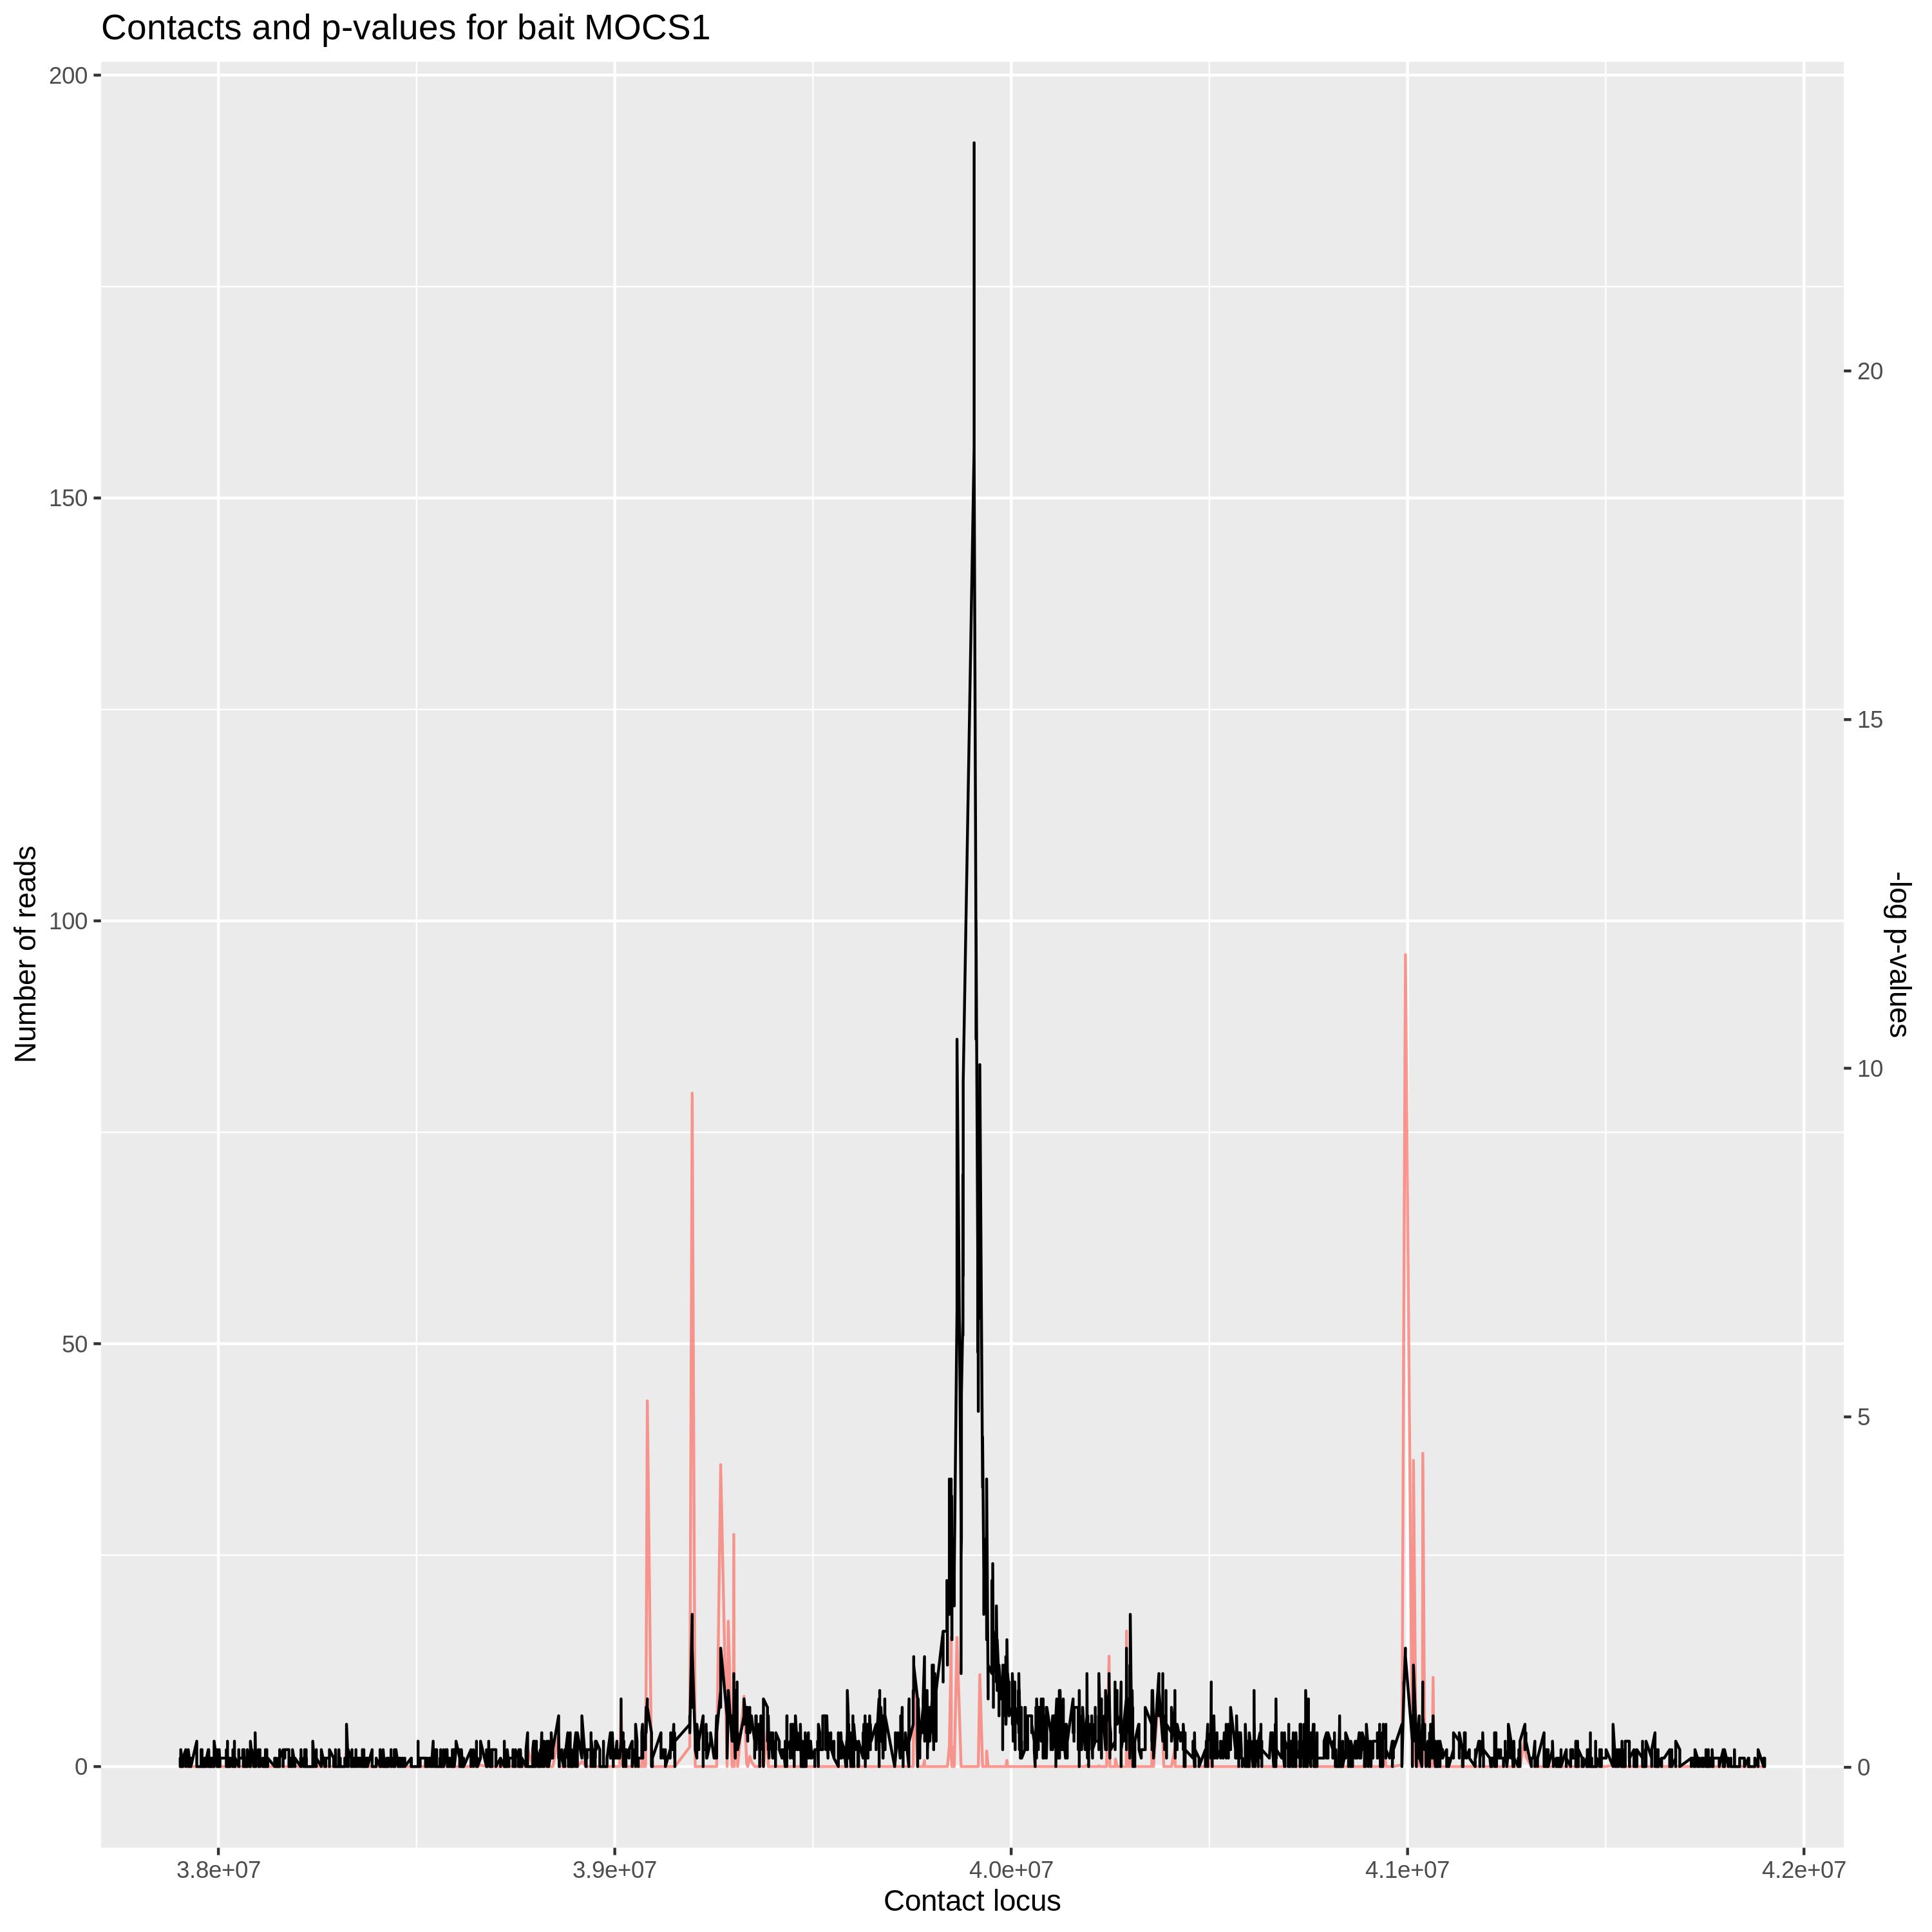 Contacts and p-values for bait MOCS1
200
150
100
50
0
Number of reads
20
15
10
5
0
-log p-values
3.8e+07
3.9e+07
4.0e+07
4.1e+07
4.2e+07
Contact locus